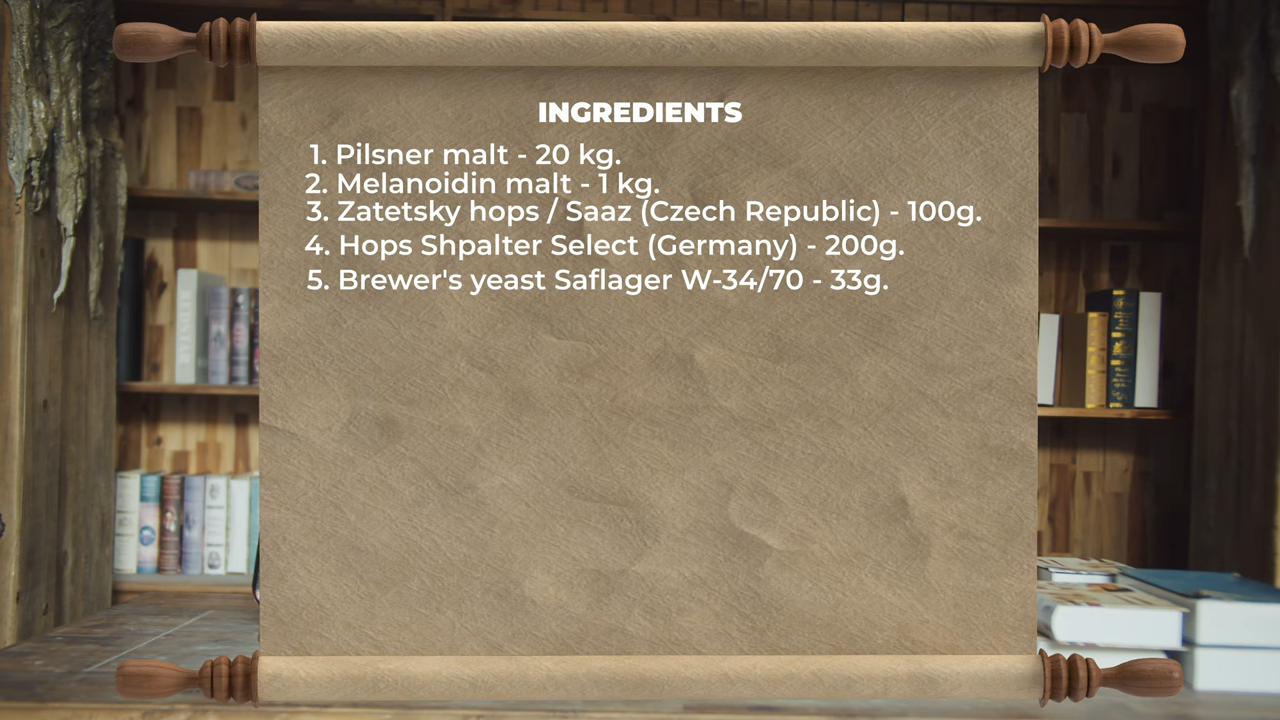 INGREDIENTS
1. Pilsner malt - 20 kg.
2. Melanoidin malt - 1 kg.
3. Zatetsky hops / Saaz (Czech Republic) - 100g.
4. Hops Shpalter Select (Germany) - 200g.
5. Brewer's yeast Saflager W-34/70 - 33g.